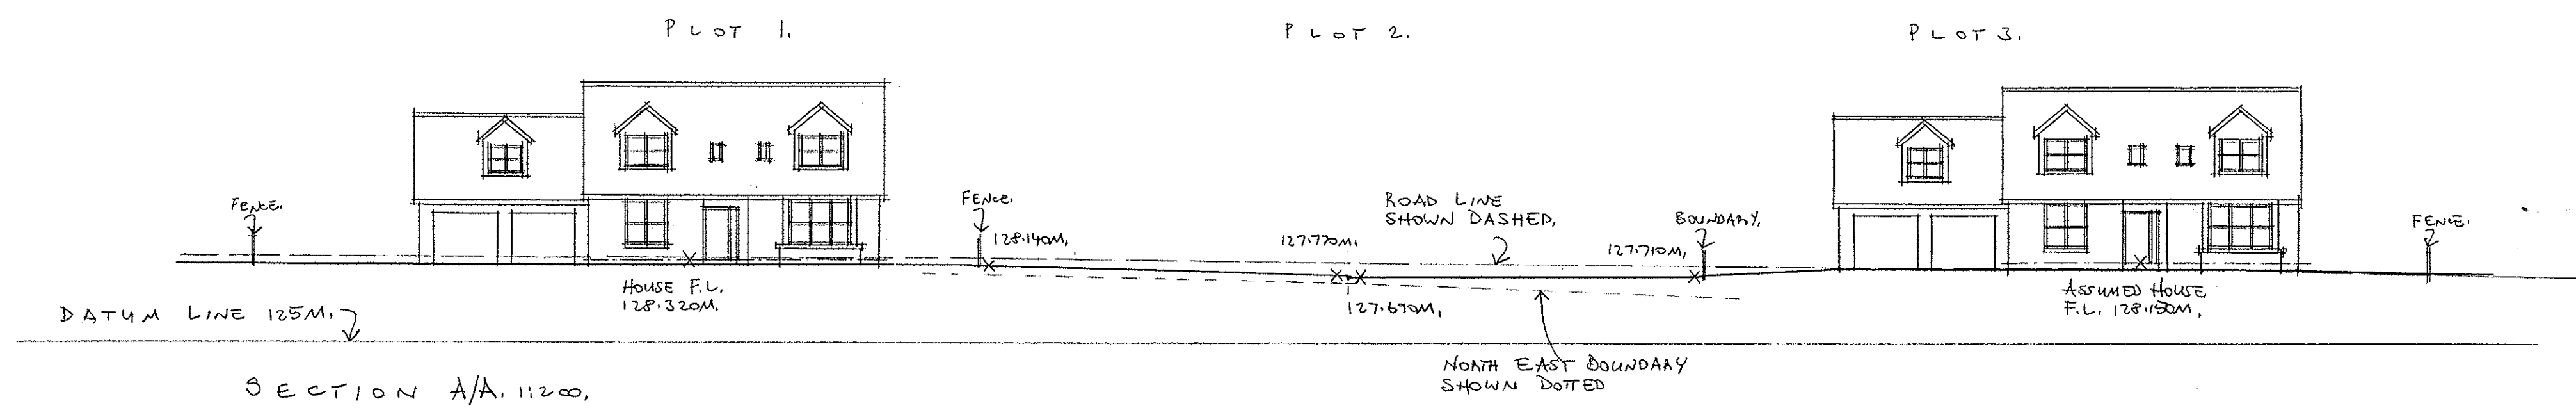 PLOT 1.
PLOT 2.
PLOT 3.
FENCE.
FENCE.
128.140M.
127.770M.
ROAD LINE
SHOWN DASHED.
127.710M.
BOUNDARY.
FENCE.
HOUSE F.L.
128.320M.
127.690M.
ASSUMED HOUSE
F.L. 128.150M.
DATUM LINE 125M.
NORTH EAST BOUNDARY
SHOWN DOTTED
SECTION A/A. 1:200.